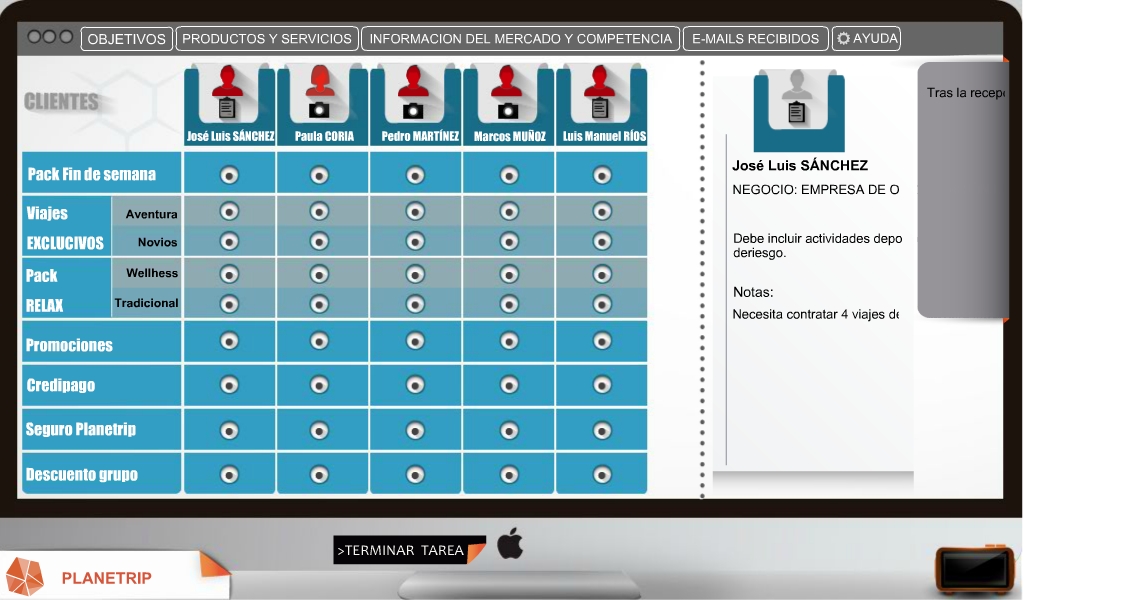 OBJETIVOS
PRODUCTOS Y SERVICIOS
INFORMACION DEL MERCADO Y COMPETENCIA
E-MAILS RECIBIDOS
AYUDA
CLIENTES
José Luis SÁNCHEZ
Paula CORIA
Pedro MARTÍNEZ
Marcos MUÑOZ
Luis Manuel RÍOS
Pack Fin de semana
Viajes
EXCLUCIVOS
Aventura
Novios
Pack
RELAX
Wellhess
Tradicional
Promociones
Credipago
Seguro Planetrip
Descuento grupo
José Luis SÁNCHEZ
NEGOCIO: EMPRESA DE O
Debe incluir actividades depo
deriesgo.
Notas:
Necesita contratar 4 viajes de
Tras la recep
>TERMINAR TAREA
PLANETRIP